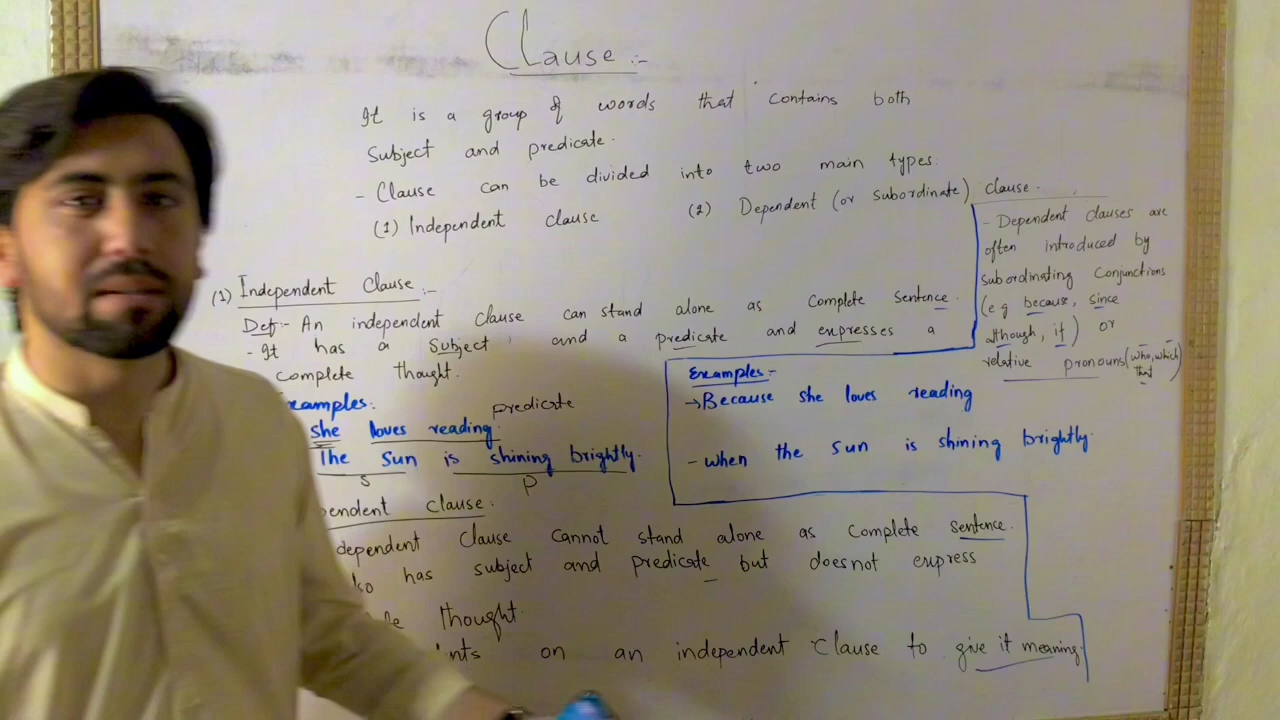 Clause :-
It is a group of words that contains both
subject and predicate.
- Clause can be divided into two main types.
(1) Independent clause (2) Dependent (or subordinate) clause.
(1) Independent Clause :-
Def:- An independent clause can stand alone as complete sentence.
- It has a subject, and a predicate and expresses a
complete thought.
Examples:
predicate
she loves reading.
The Sun is shining brightly.
S P
pendent clause.
dependent clause cannot stand alone as complete sentence.
lso has subject and predicate but doesnot express
thought.
nts on an independent clause to give it meaning.
- Dependent clauses are
often introduced by
subordinating conjunctions
(e.g because, since
although, if) or
relative pronouns (who, which
that)
Examples:-
→Because she loves reading
- when the sun is shining brightly.